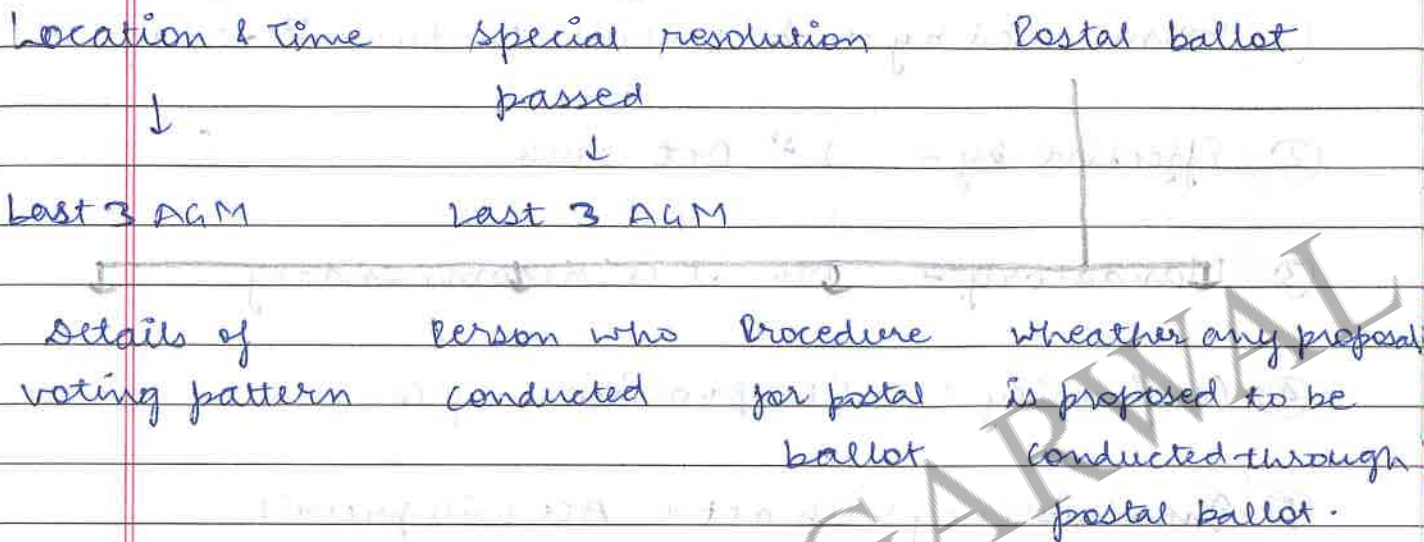 Location & Time   special resolution   Postal ballot
passed
↓
↓
Last 3 AGM   Last 3 AGM
Details of   Person who   Procedure   wheather any proposal
voting pattern   conducted   for postal   is proposed to be
ballot   conducted through
postal ballot.
GARWAL